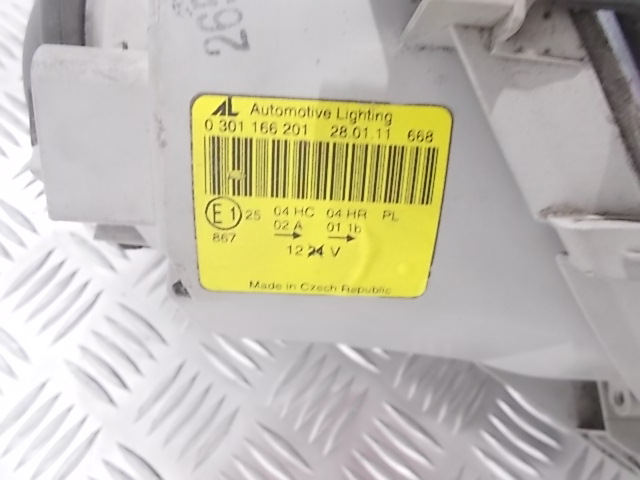 AL Automotive Lighting
0 301 166 201 28.01.11 668
E1 25 04 HC 04 HR PL
867 02 A 01 1b
12 24 V
Made in Czech Republic